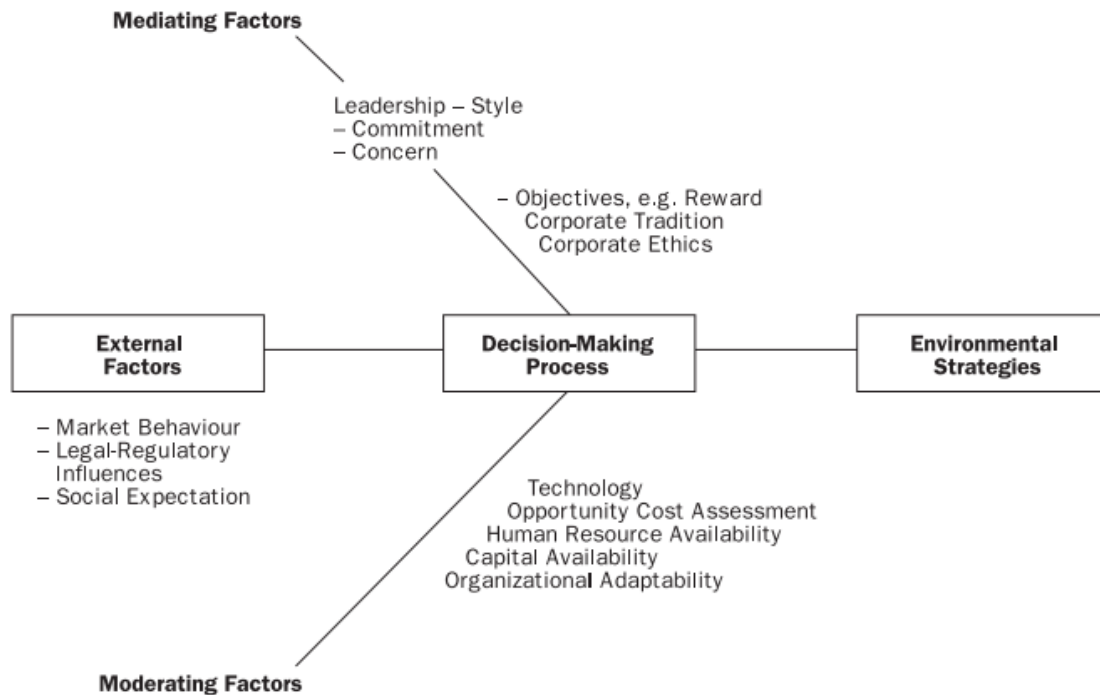 Mediating Factors
Leadership – Style
– Commitment
– Concern
– Objectives, e.g. Reward
Corporate Tradition
Corporate Ethics
External
Factors
Decision-Making
Process
Environmental
Strategies
– Market Behaviour
– Legal-Regulatory
Influences
– Social Expectation
Technology
Opportunity Cost Assessment
Human Resource Availability
Capital Availability
Organizational Adaptability
Moderating Factors